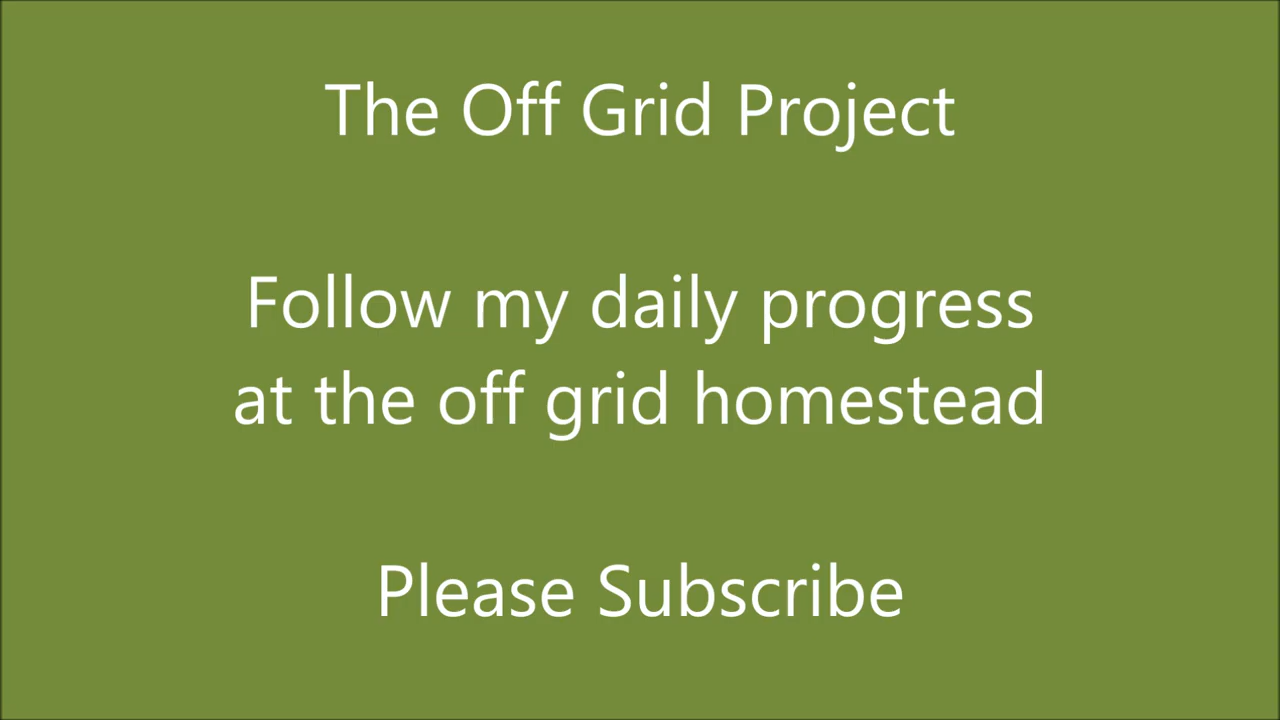 The Off Grid Project
Follow my daily progress
at the off grid homestead
Please Subscribe